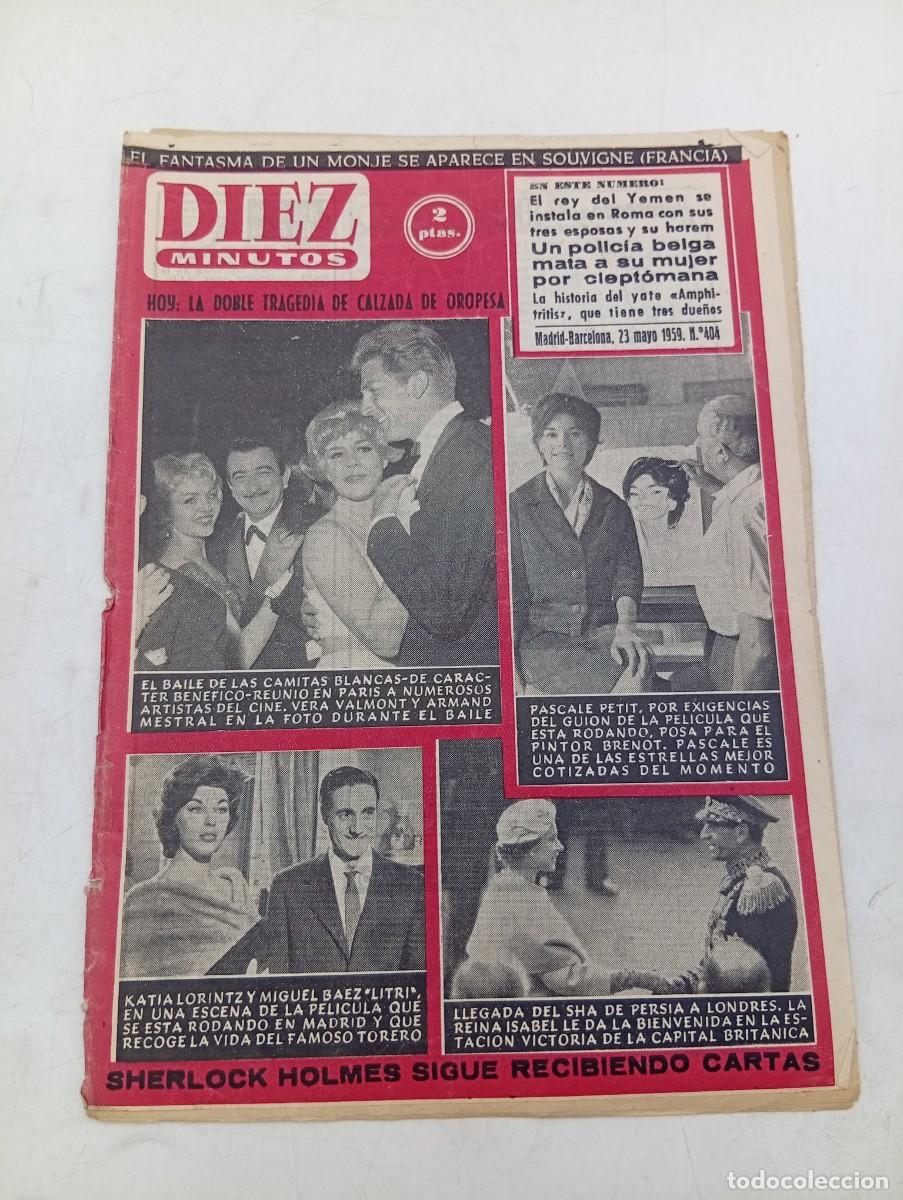 EL FANTASMA DE UN MONJE SE APARECE EN SOUVIGNE (FRANCIA)
DIEZ
MINUTOS
2
ptas.
EN ESTE NUMERO:
El rey del Yemen se
instala en Roma con sus
tres esposas y su harem
Un policía belga
mata a su mujer
por cleptómana
La historia del yate «Amphi-
tritis», que tiene tres dueños
Madrid-Barcelona, 23 mayo 1959. N.º 404
HOY: LA DOBLE TRAGEDIA DE CALZADA DE OROPESA
EL BAILE DE LAS CAMITAS BLANCAS-DE CARAC-
TER BENEFICO-REUNIO EN PARIS A NUMEROSOS
ARTISTAS DEL CINE. VERA VALMONT Y ARMAND
MESTRAL EN LA FOTO DURANTE EL BAILE
PASCALE PETIT, POR EXIGENCIAS
DEL GUION DE LA PELICULA QUE
ESTA RODANDO, POSA PARA EL
PINTOR BRENOT. PASCALE ES
UNA DE LAS ESTRELLAS MEJOR
COTIZADAS DEL MOMENTO
KATIA LORINTZ Y MIGUEL BAEZ "LITRI",
EN UNA ESCENA DE LA PELICULA QUE
SE ESTA RODANDO EN MADRID Y QUE
RECOGE LA VIDA DEL FAMOSO TORERO
LLEGADA DEL SHA DE PERSIA A LONDRES. LA
REINA ISABEL LE DA LA BIENVENIDA EN LA ES-
TACION VICTORIA DE LA CAPITAL BRITANICA
SHERLOCK HOLMES SIGUE RECIBIENDO CARTAS
todocoleccion